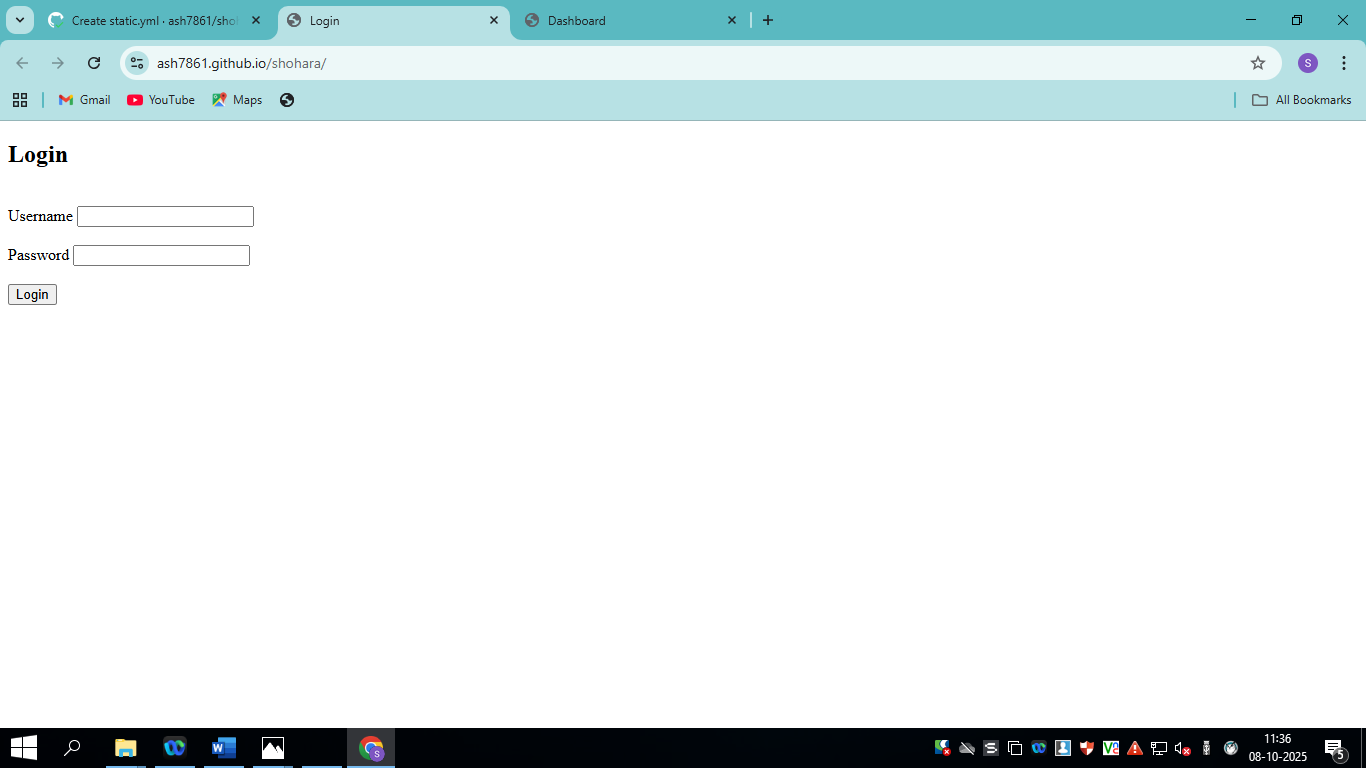 Create static.yml · ash7861/shol
Login
Dashboard
ash7861.github.io/shohara/
S
Gmail
YouTube
Maps
All Bookmarks
Login
Username
Password
Login
11:36
08-10-2025
5